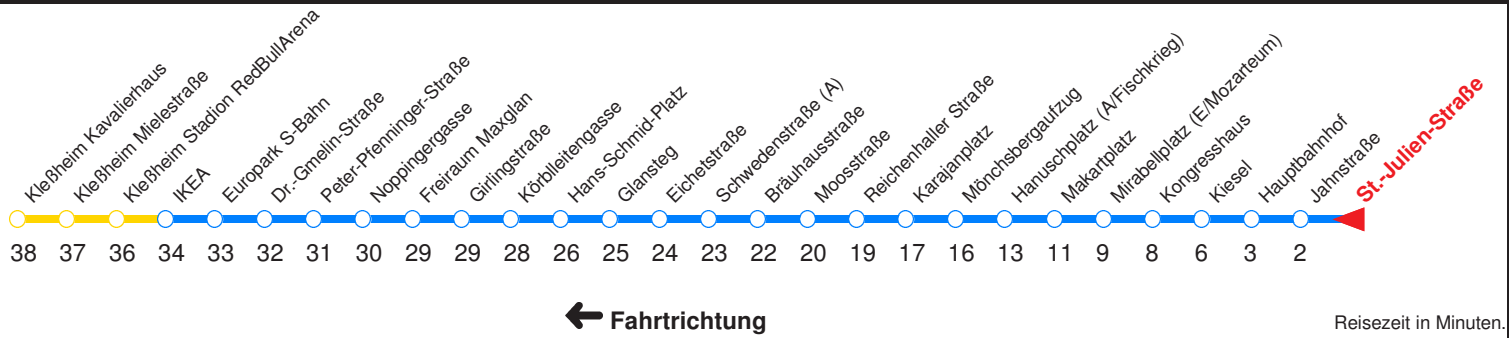 Kleßheim Kavalierhaus
Kleßheim Mielestraße
Kleßheim Stadion RedBullArena
IKEA
Europark S-Bahn
Dr.-Gmelin-Straße
Peter-Pfenninger-Straße
Noppingergasse
Freiraum Maxglan
Girlingstraße
Körblleitengasse
Hans-Schmid-Platz
Glansteg
Eichetstraße
Schwedenstraße (A)
Bräuhausstraße
Moosstraße
Reichenhaller Straße
Karajanplatz
Mönchsbergaufzug
Hanuschplatz (A/Fischkrieg)
Makartplatz
Mirabellplatz (E/Mozarteum)
Kongresshaus
Kiesel
Hauptbahnhof
Jahnstraße
St.-Julien-Straße
38 37 36 34 33 32 31 30 29 29 28 26 25 24 23 22 20 19 17 16 13 11 9 8 6 3 2
Fahrtrichtung
Reisezeit in Minuten.